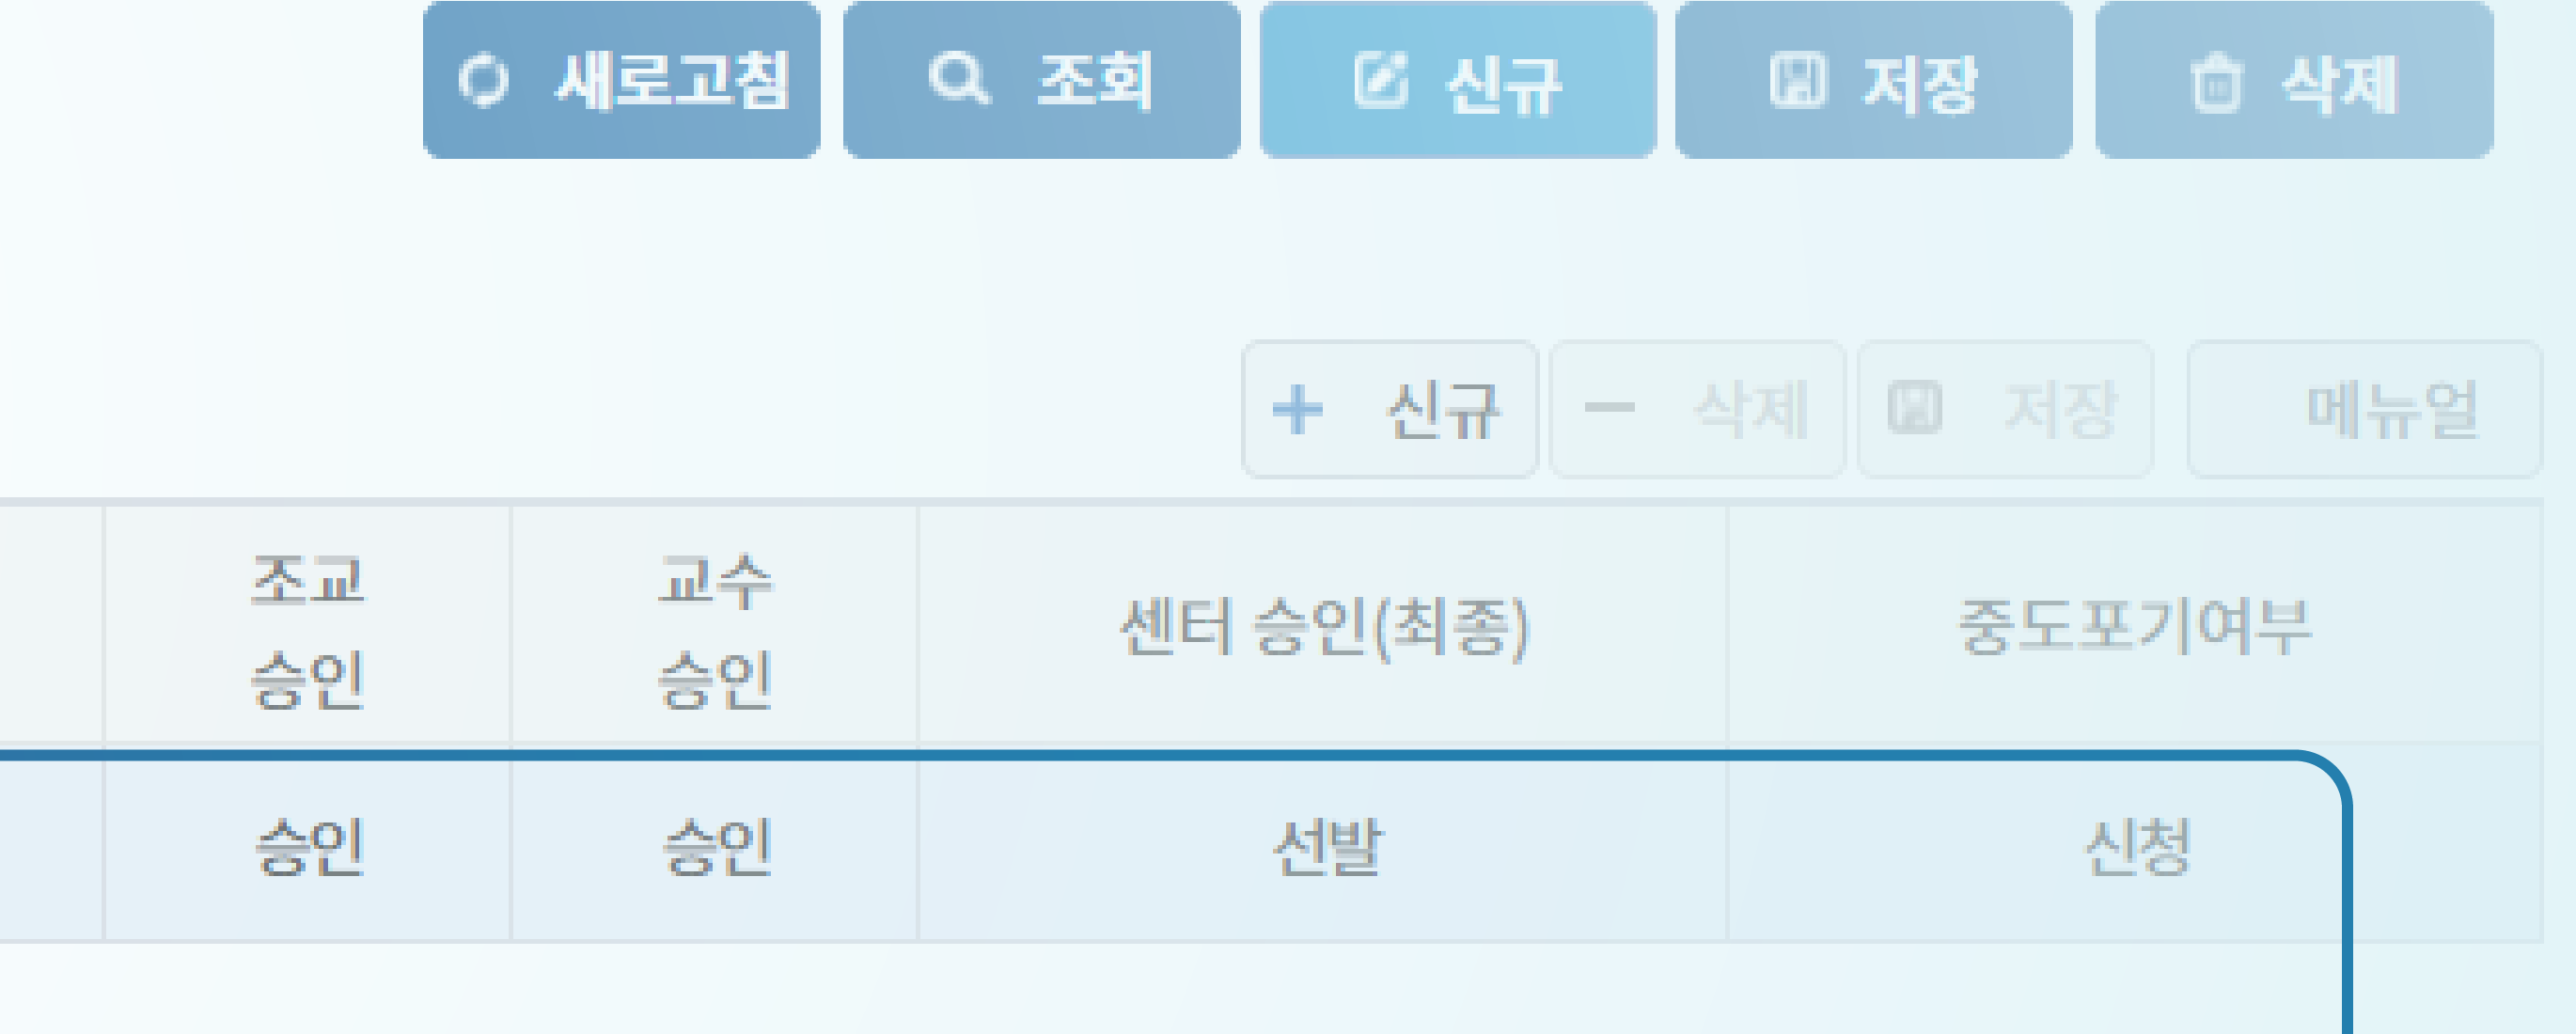 새로고침 조회 신규 저장 삭제
신규 삭제 저장 메뉴얼
조교
승인
교수
승인
센터 승인(최종)
중도포기여부
승인 승인 선발 신청